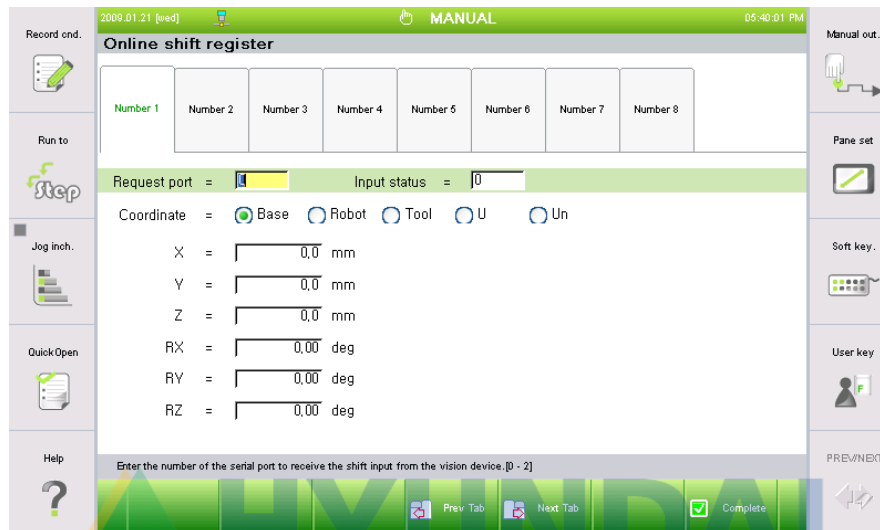 2009.01.21 [wed] MANUAL 05:40:01 PM
Online shift register
Record cnd.
Run to
Step
Jog inch.
QuickOpen
Help
?
Number 1 Number 2 Number 3 Number 4 Number 5 Number 6 Number 7 Number 8
Request port = Input status = 0
Coordinate = Base Robot Tool U Un
X = 0,0 mm
Y = 0,0 mm
Z = 0,0 mm
RX = 0,00 deg
RY = 0,00 deg
RZ = 0,00 deg
Enter the number of the serial port to receive the shift input from the vision device.[0 - 2]
Prev Tab Next Tab Complete
HYUNDAI
Manual out.
Pane set
Soft key.
User key
F
PREV/NEXT